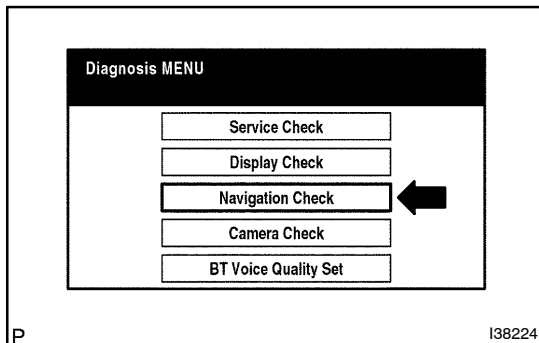 Diagnosis MENU
Service Check
Display Check
Navigation Check
Camera Check
BT Voice Quality Set
P
I38224